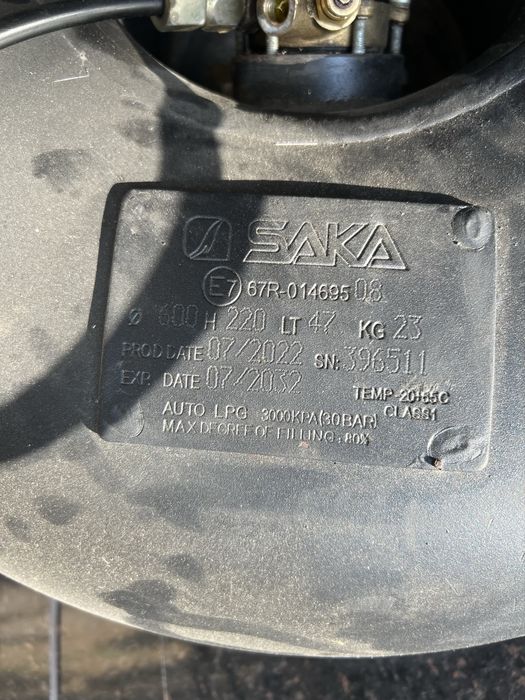 SAKA
E7 67R-014695 08
Ø 600 H 220 LT 47 KG 23
PROD DATE 07/2022 SN: 396511
EXP. DATE 07/2032
TEMP-20+65C
AUTO LPG 3000KPA(30BAR) CLASS1
MAX DEGREE OF FILLING: 80%